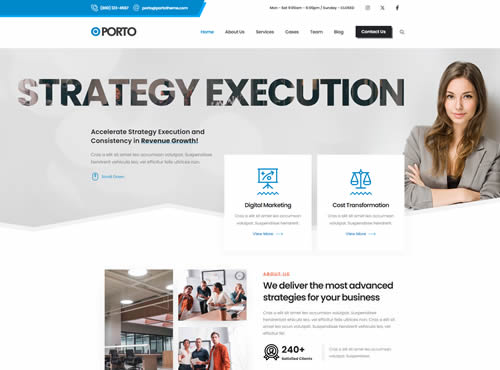 (800) 123-4567 porto@portotheme.com
Mon - Sat 9:00am - 6:00pm / Sunday - CLOSED
PORTO
Home About Us Services Cases Team Blog Contact Us
STRATEGY EXECUTION
Accelerate Strategy Execution and
Consistency in Revenue Growth!
Cras a elit sit amet leo accumsan volutpat. Suspendisse
hendrerit vehicula leo, vel efficitur felis ultrices non.
Scroll Down
Digital Marketing
Cras a elit sit amet leo accumsan
volutpat. Suspendisse hendrerit.
View More
Cost Transformation
Cras a elit sit amet leo accumsan
volutpat. Suspendisse hendrerit.
View More
ABOUT US
We deliver the most advanced
strategies for your business
Cras a elit sit amet leo accumsan volutpat. Suspendisse
hendrerit vehicula leo, vel efficitur felis ultrices non. Cras a elit
sit amet leo accumsan volutpat. Suspendisse hendrerit vehicula leo, vel efficitur
fel.
240+
Satisfied Clients
Cras a elit sit amet leo accumsan
volutpat. Suspendisse.